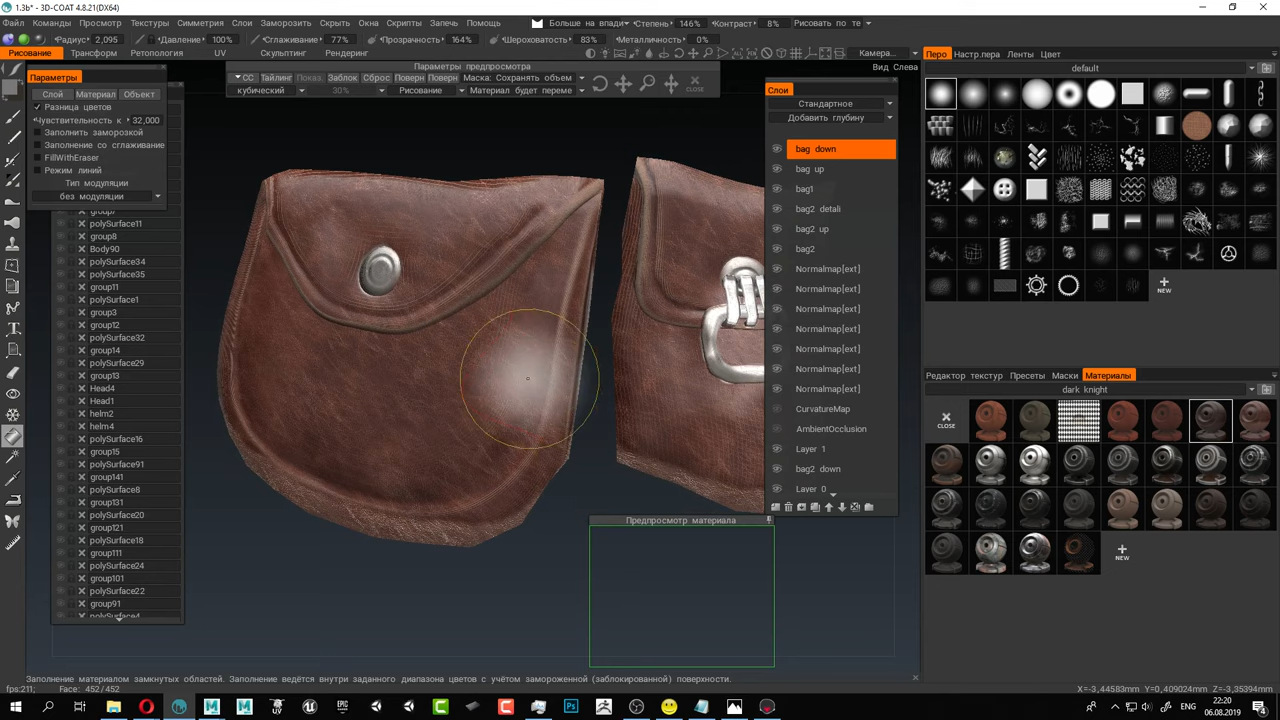 1.3b* - 3D-COAT 4.8.21(DX64)
Файл Команды Просмотр Текстуры Симметрия Слои Заморозить Скрыть Окна Скрипты Запечь Помощь Больше на впади Степень 146% Контраст 8% Рисовать по те
Радиус 2,095 Давление 100% Сглаживание 77% Прозрачность 164% Шероховатость 83% Металличность 0%
Рисование Трансформ Ретопология UV Скульптинг Рендеринг Камера...
Параметры предпросмотра
СС Тайлинг Показ. Заблок Сброс Поверн Поверн Маска: Сохранять объем
CLOSE
кубический 30% Рисование Материал будет переме
Вид Слева
Параметры
Слой Материал Объект
Разница цветов
Чувствительность к 32,000
Заполнить заморозкой
Заполнение со сглаживание
FillWithEraser
Режим линий
Тип модуляции
без модуляции
group7
polySurface11
group8
Body90
polySurface34
polySurface35
group11
polySurface1
group3
group12
polySurface32
group14
polySurface29
group13
Head4
Head1
helm2
helm4
polySurface16
group15
polySurface91
group141
polySurface8
group131
polySurface20
group121
polySurface18
group111
polySurface24
group101
polySurface22
group91
polySurface4
Слои
Стандартное
Добавить глубину
bag down
bag up
bag1
bag2 detali
bag2 up
bag2
Normalmap[ext]
Normalmap[ext]
Normalmap[ext]
Normalmap[ext]
Normalmap[ext]
Normalmap[ext]
Normalmap[ext]
CurvatureMap
AmbientOcclusion
Layer 1
bag2 down
Layer 0
Предпросмотр материала
Перо Настр.пера Ленты Цвет
default
NEW
Редактор текстур Пресеты Маски Материалы
dark knight
CLOSE
NEW
Заполнение материалом замкнутых областей. Заполнение ведётся внутри заданного диапазона цветов с учётом замороженной (заблокированной) поверхности.
fps:211; Face: 452/452
X=-3,44583mm Y=0,409024mm Z=-3,35394mm
ENG 22:20
06.08.2019
4